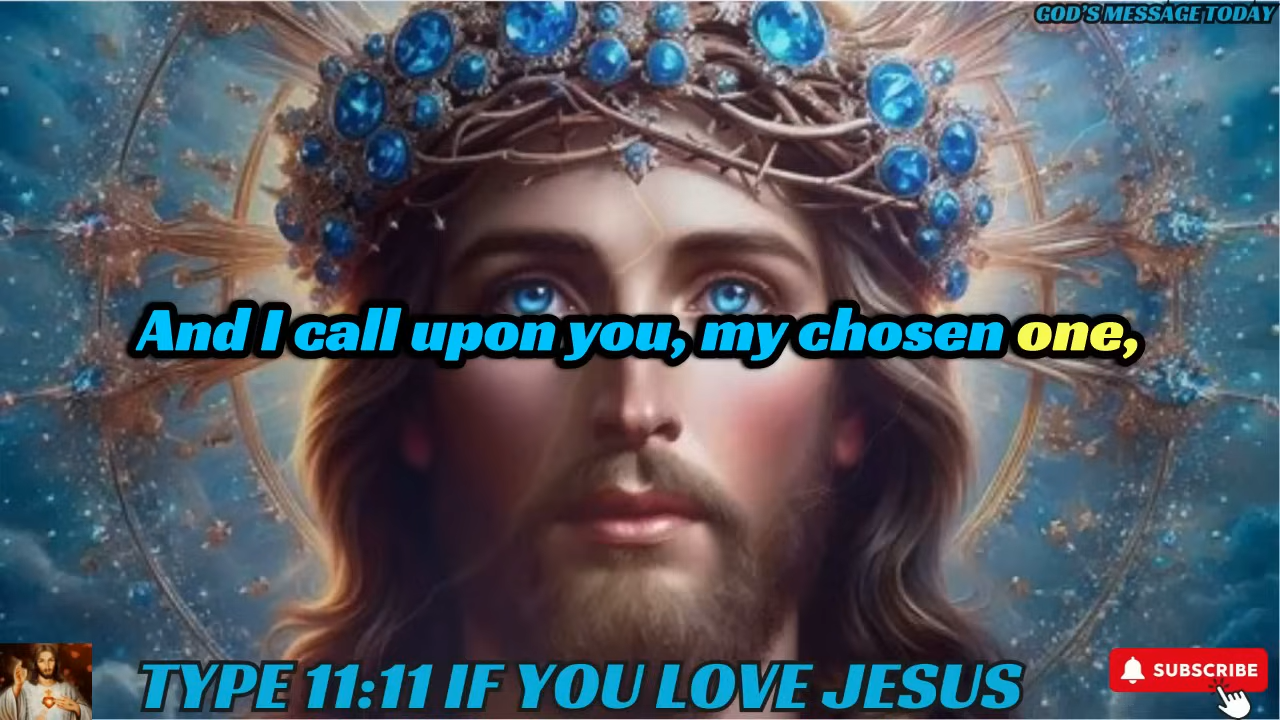 GOD'S MESSAGE TODAY
And I call upon you, my chosen one,
TYPE 11:11 IF YOU LOVE JESUS
SUBSCRIBE